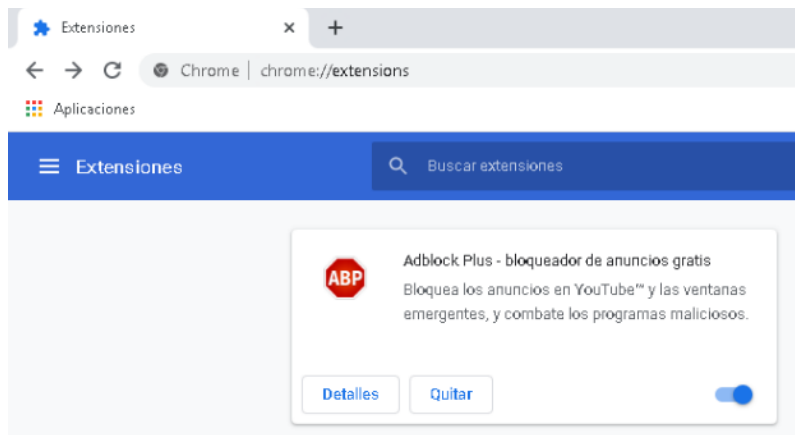 Extensiones
Chrome | chrome://extensions
Aplicaciones
Extensiones
Buscar extensiones
ABP
Adblock Plus - bloqueador de anuncios gratis
Bloquea los anuncios en YouTube™ y las ventanas
emergentes, y combate los programas maliciosos.
Detalles
Quitar